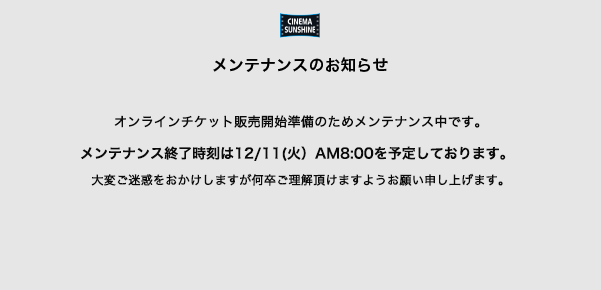 CINEMA
SUNSHINE
メンテナンスのお知らせ
オンラインチケット販売開始準備のためメンテナンス中です。
メンテナンス終了時刻は12/11(火）AM8:00を予定しております。
大変ご迷惑をおかけしますが何卒ご理解頂けますようお願い申し上げます。